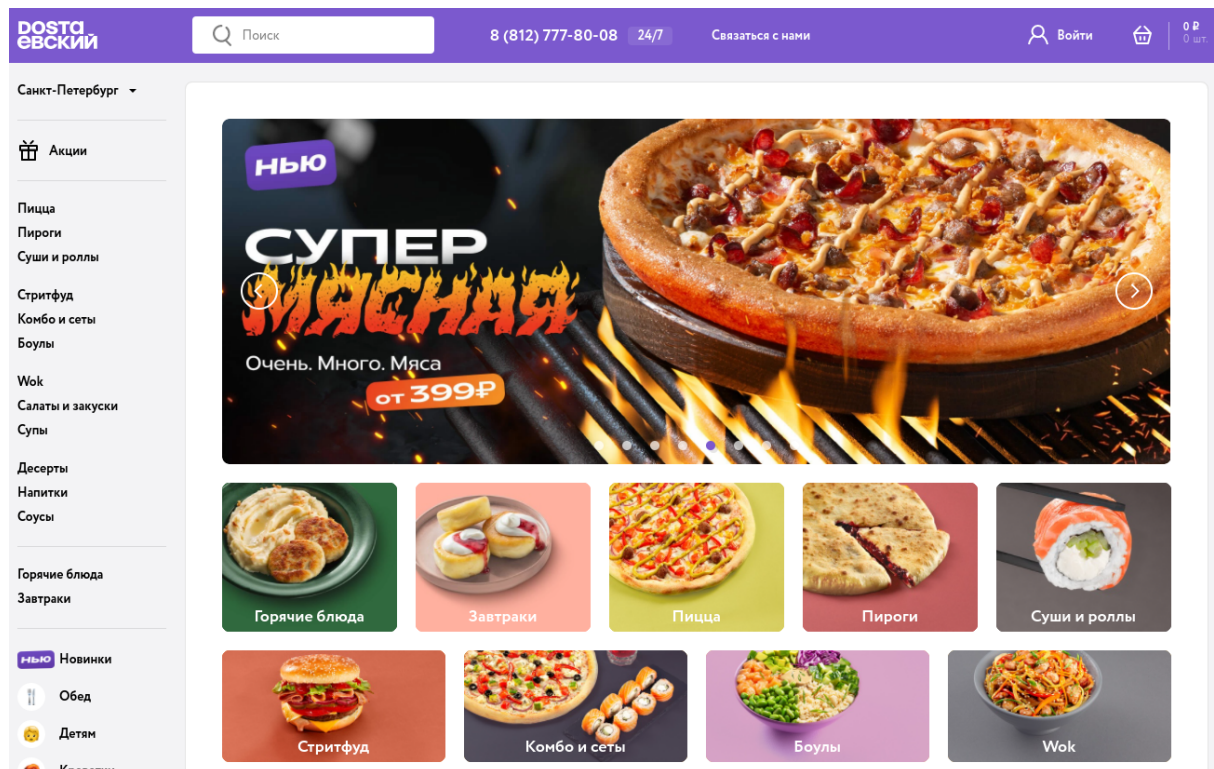 DOSTA
ЕВСКИЙ
Поиск
8 (812) 777-80-08
24/7
Связаться с нами
Войти
0 ₽
0 шт.
Санкт-Петербург
Акции
Пицца
Пироги
Суши и роллы
Стритфуд
Комбо и сеты
Боулы
Wok
Салаты и закуски
Супы
Десерты
Напитки
Соусы
Горячие блюда
Завтраки
НЬЮ Новинки
Обед
Детям
НЬЮ
СУПЕР
МЯСНАЯ
Очень. Много. Мяса
от 399₽
Горячие блюда
Завтраки
Пицца
Пироги
Суши и роллы
Стритфуд
Комбо и сеты
Боулы
Wok